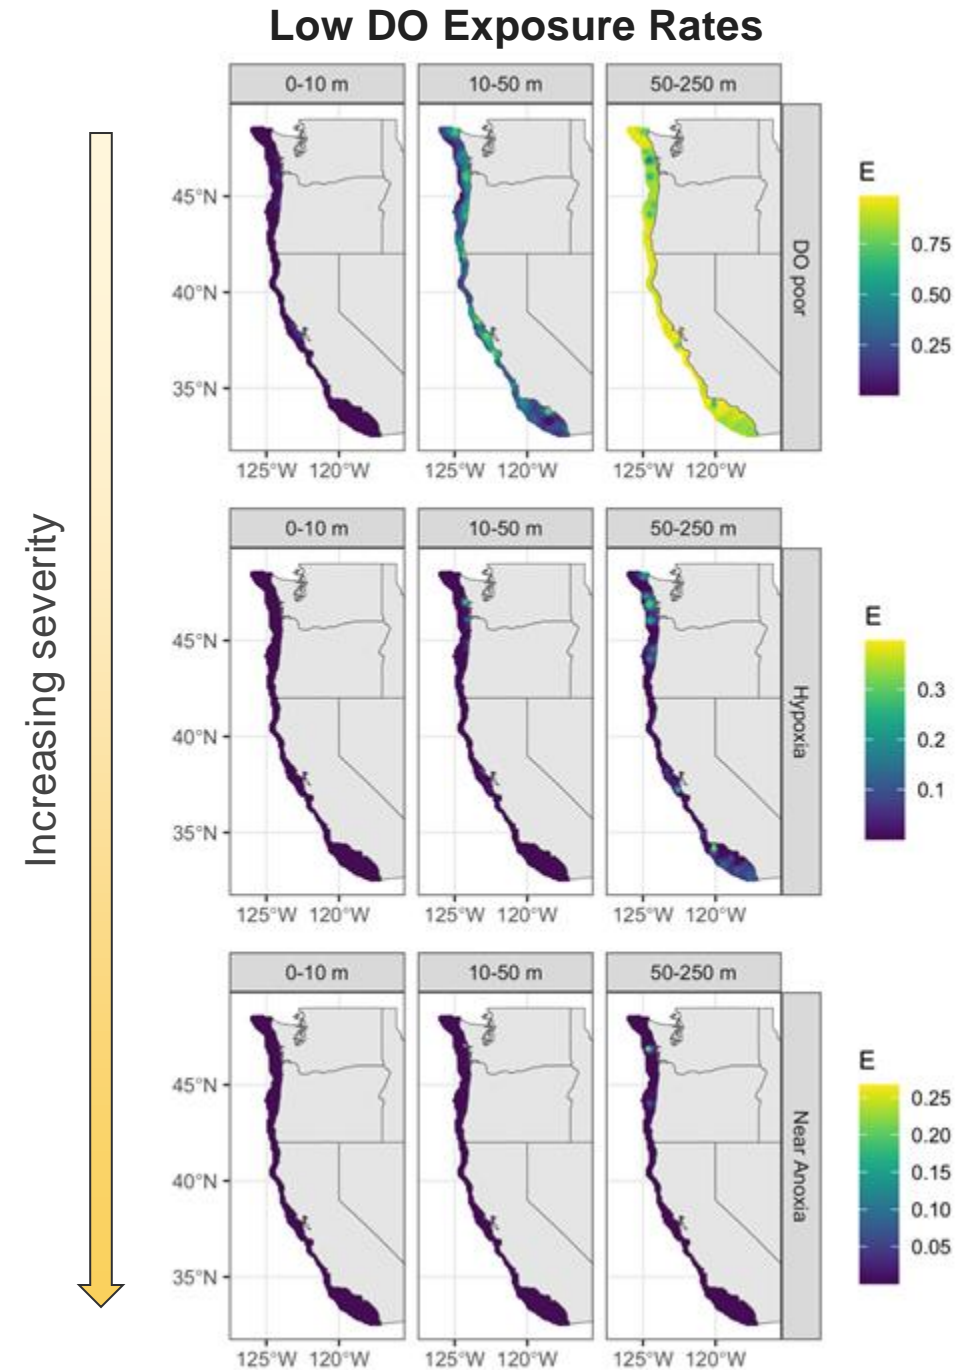 Low DO Exposure Rates
Increasing severity
0-10 m
10-50 m
50-250 m
45°N
40°N
35°N
125°W 120°W
125°W 120°W
125°W 120°W
DO poor
E
0.75
0.50
0.25
0-10 m
10-50 m
50-250 m
45°N
40°N
35°N
125°W 120°W
125°W 120°W
125°W 120°W
Hypoxia
E
0.3
0.2
0.1
0-10 m
10-50 m
50-250 m
45°N
40°N
35°N
125°W 120°W
125°W 120°W
125°W 120°W
Near Anoxia
E
0.25
0.20
0.15
0.10
0.05